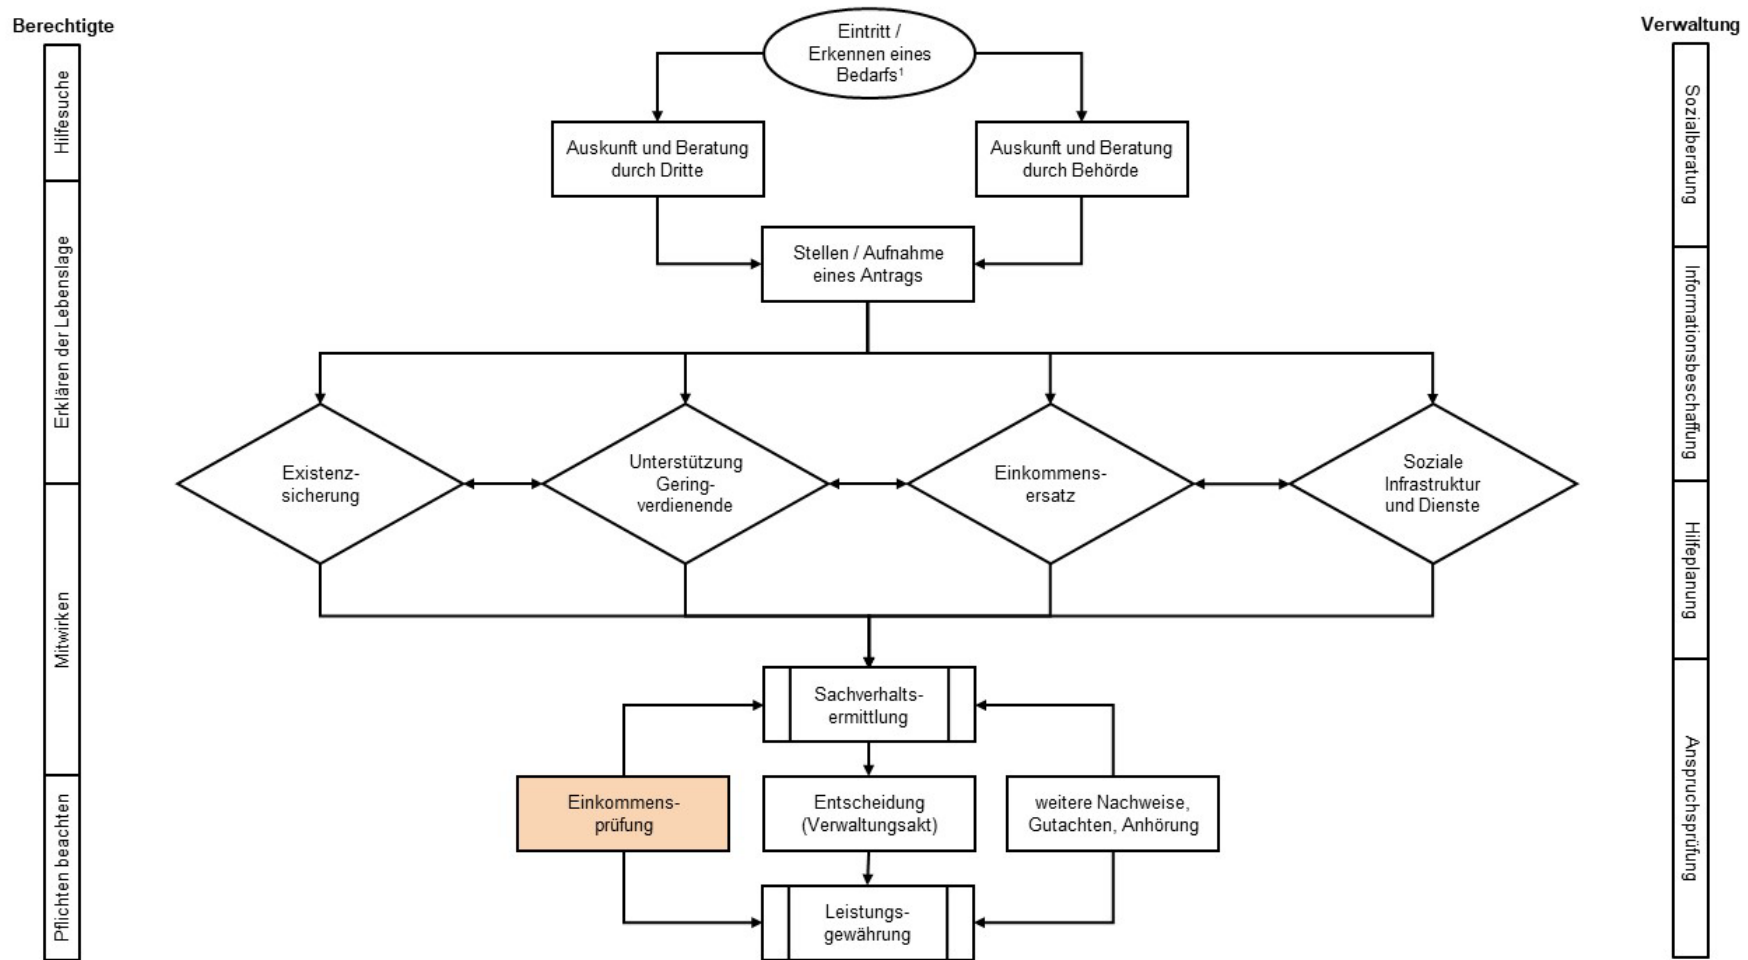 Berechtigte
Verwaltung
Hilfesuche
Erklären der Lebenslage
Mitwirken
Pflichten beachten
Eintritt /
Erkennen eines
Bedarfs¹
Auskunft und Beratung
durch Dritte
Auskunft und Beratung
durch Behörde
Stellen / Aufnahme
eines Antrags
Existenz-
sicherung
Unterstützung
Gering-
verdienende
Einkommens-
ersatz
Soziale
Infrastruktur
und Dienste
Sachverhalts-
ermittlung
Einkommens-
prüfung
Entscheidung
(Verwaltungsakt)
weitere Nachweise,
Gutachten, Anhörung
Leistungs-
gewährung
Sozialberatung
Informationsbeschaffung
Hilfeplanung
Anspruchsprüfung